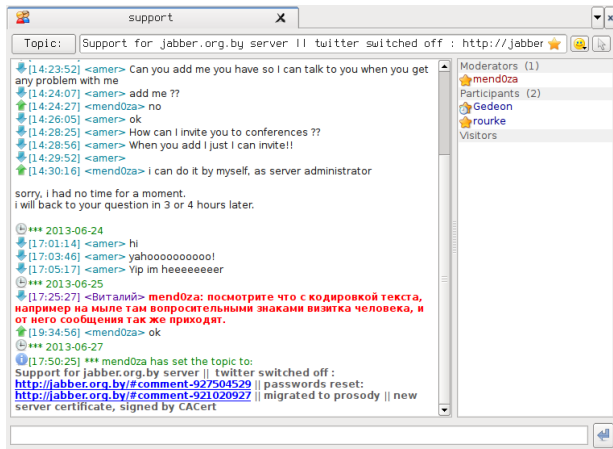 support
Topic:
Support for jabber.org.by server || twitter switched off : http://jabber
[14:23:52] <amer> Can you add me you have so I can talk to you when you get
any problem with me
[14:24:07] <amer> add me ??
[14:24:27] <mend0za> no
[14:26:05] <amer> ok
[14:28:25] <amer> How can I invite you to conferences ??
[14:28:56] <amer> When you add I just I can invite!!
[14:29:52] <amer>
[14:30:16] <mend0za> i can do it by myself, as server administrator
sorry, i had no time for a moment.
i will back to your question in 3 or 4 hours later.
*** 2013-06-24
[17:01:14] <amer> hi
[17:03:46] <amer> yahoooooooooo!
[17:05:17] <amer> Yip im heeeeeeeer
*** 2013-06-25
[17:25:27] <Виталий> mend0za: посмотрите что с кодировкой текста,
например на мыле там вопросительными знаками визитка человека, и
от него сообщения так же приходят.
[19:34:56] <mend0za> ok
*** 2013-06-27
[17:50:25] *** mend0za has set the topic to:
Support for jabber.org.by server || twitter switched off :
http://jabber.org.by/#comment-927504529 || passwords reset:
http://jabber.org.by/#comment-921020927 || migrated to prosody || new
server certificate, signed by CACert
Moderators (1)
mend0za
Participants (2)
Gedeon
rourke
Visitors